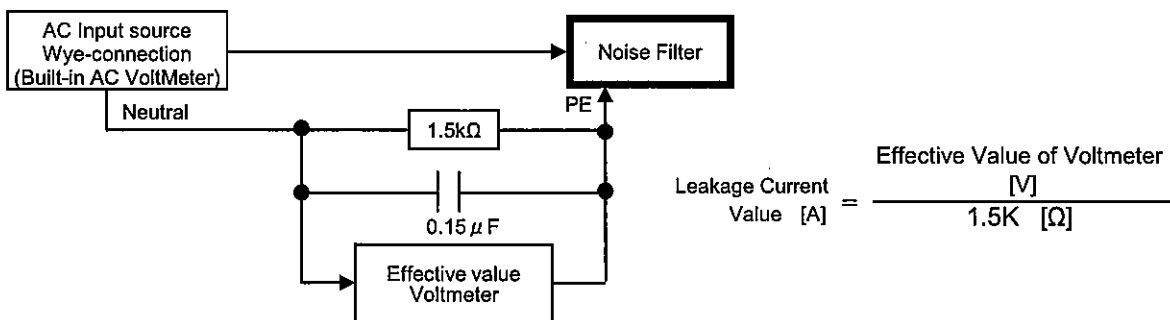 AC Input source
Wye-connection
(Built-in AC VoltMeter)
Noise Filter
Neutral
PE
1.5kΩ
0.15μF
Effective value
Voltmeter
Leakage Current
Value [A]
=
Effective Value of Voltmeter
[V]
1.5K [Ω]